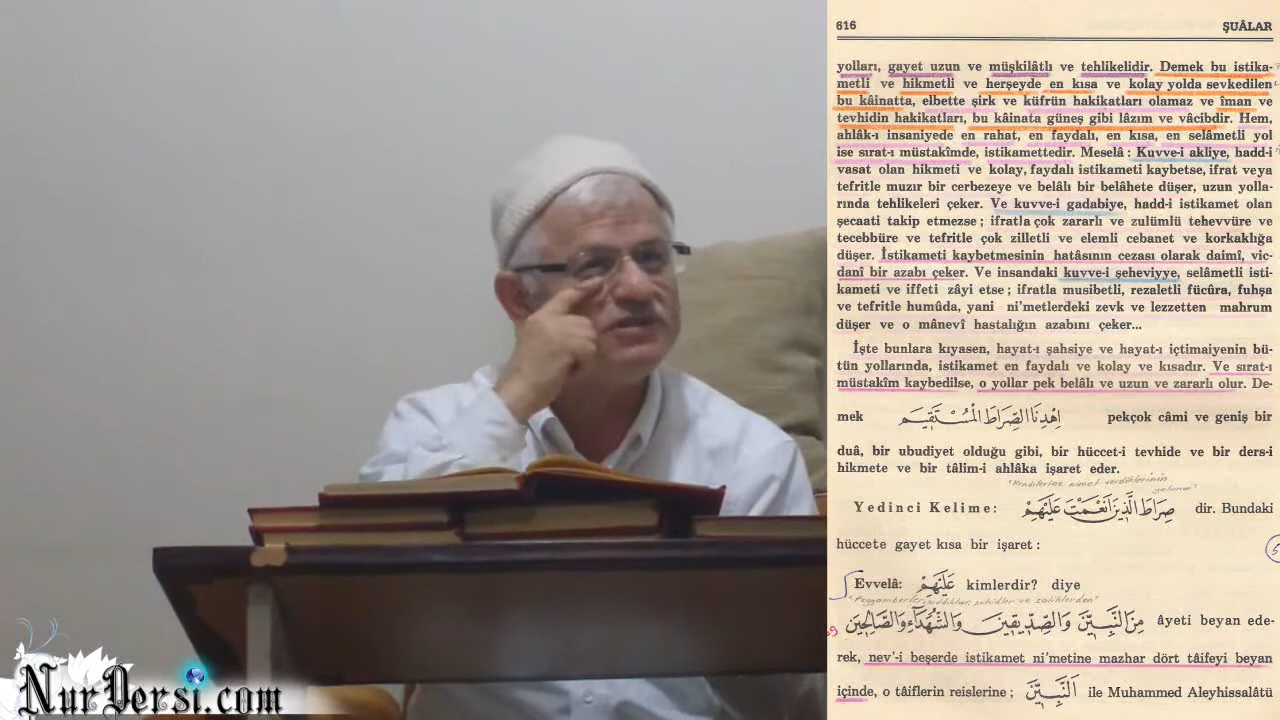 616 ŞUÂLAR
yolları, gayet uzun ve müşkilâtlı ve tehlikelidir. Demek bu istika-
metli ve hikmetli ve herşeyde en kısa ve kolay yolda sevkedilen
bu kâinatta, elbette şirk ve küfrün hakikatları olamaz ve îman ve
tevhidin hakikatları, bu kâinata güneş gibi lâzım ve vâcibdir. Hem,
ahlâk-ı insaniyede en rahat, en faydalı, en kısa, en selâmetli yol
ise sırat-ı müstakîmde, istikamettedir. Meselâ: Kuvve-i akliye, hadd-i
vasat olan hikmeti ve kolay, faydalı istikameti kaybetse, ifrat veya
tefritle muzır bir cerbezeye ve belâlı bir belâhete düşer, uzun yolla-
rında tehlikeleri çeker. Ve kuvve-i gadabiye, hadd-i istikamet olan
şecaati takip etmezse; ifratla çok zararlı ve zulümlü tehevvüre ve
tecebbüre ve tefritle çok zilletli ve elemli cebanet ve korkaklığa
düşer. İstikameti kaybetmesinin hatâsının cezası olarak daimî, vic-
danî bir azabı çeker. Ve insandaki kuvve-i şeheviyye, selâmetli isti-
kameti ve iffeti zâyi etse; ifratla musibetli, rezaletli fücûra, fuhşa
ve tefritle humûda, yani ni'metlerdeki zevk ve lezzetten mahrum
düşer ve o mânevî hastalığın azabını çeker...
İşte bunlara kıyasen, hayat-ı şahsiye ve hayat-ı içtimaiyenin bü-
tün yollarında, istikamet en faydalı ve kolay ve kısadır. Ve sırat-ı
müstakîm kaybedilse, o yollar pek belâlı ve uzun ve zararlı olur. De-
mek اِهْدِنَا الصِّرَاطَ الْمُسْتَقِيمَ pekçok câmi ve geniş bir
duâ, bir ubudiyet olduğu gibi, bir hüccet-i tevhide ve bir ders-i
hikmete ve bir tâlim-i ahlâka işaret eder.
"Kendilerine nimet verdiklerinin yoluna"
Yedinci Kelime: صِرَاطَ الَّذِينَ اَنْعَمْتَ عَلَيْهِمْ dir. Bundaki
hüccete gayet kısa bir işaret:
Evvelâ: عَلَيْهِمْ kimlerdir? diye
"Peygamberler, sıddıklar, şehidler ve salihlerden"
مِنَ النَّبِيِّينَ وَالصِّدِّيقِينَ وَالشُّهَدَاءِ وَالصَّالِحِينَ âyeti beyan ede-
rek, nev'-i beşerde istikamet ni'metine mazhar dört tâifeyi beyan
içinde, o tâiflerin reislerine; اَلنَّبِيِّينَ ile Muhammed Aleyhissalâtü
NurDersi.com